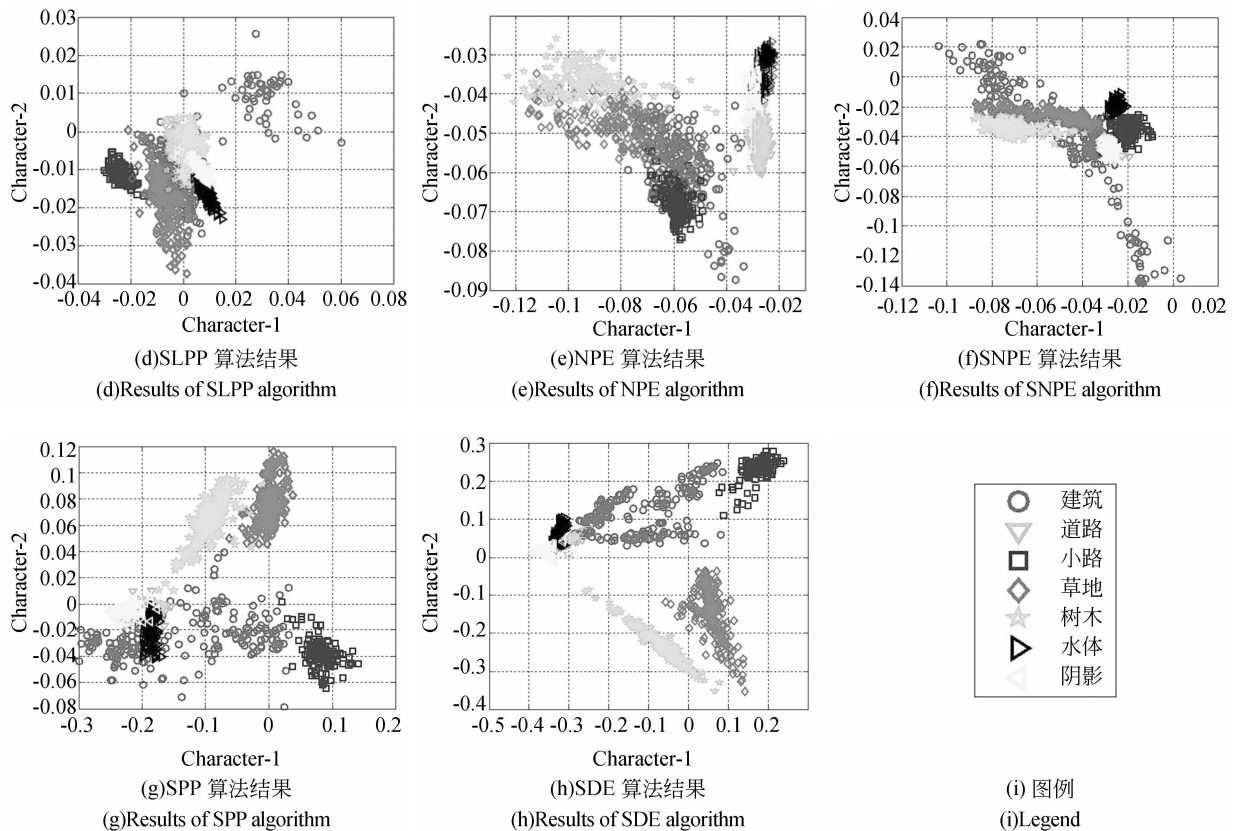 0.03
0.02
0.01
0
-0.01
-0.02
-0.03
-0.04
-0.04 -0.02 0 0.02 0.04 0.06 0.08
Character-2
Character-1
(d)SLPP 算法结果
(d)Results of SLPP algorithm
-0.03
-0.04
-0.05
-0.06
-0.07
-0.08
-0.09
-0.12 -0.1 -0.08 -0.06 -0.04 -0.02
Character-2
Character-1
(e)NPE 算法结果
(e)Results of NPE algorithm
0.04
0.02
0
-0.02
-0.04
-0.06
-0.08
-0.1
-0.12
-0.14
-0.12 -0.1 -0.08 -0.06 -0.04 -0.02 0 0.02
Character-2
Character-1
(f)SNPE 算法结果
(f)Results of SNPE algorithm
0.12
0.1
0.08
0.06
0.04
0.02
0
-0.02
-0.04
-0.06
-0.08
-0.3 -0.2 -0.1 0 0.1 0.2
Character-2
Character-1
(g)SPP 算法结果
(g)Results of SPP algorithm
0.3
0.2
0.1
0
-0.1
-0.2
-0.3
-0.4
-0.5 -0.4 -0.3 -0.2 -0.1 0 0.1 0.2
Character-2
Character-1
(h)SDE 算法结果
(h)Results of SDE algorithm
建筑
道路
小路
草地
树木
水体
阴影
(i) 图例
(i)Legend